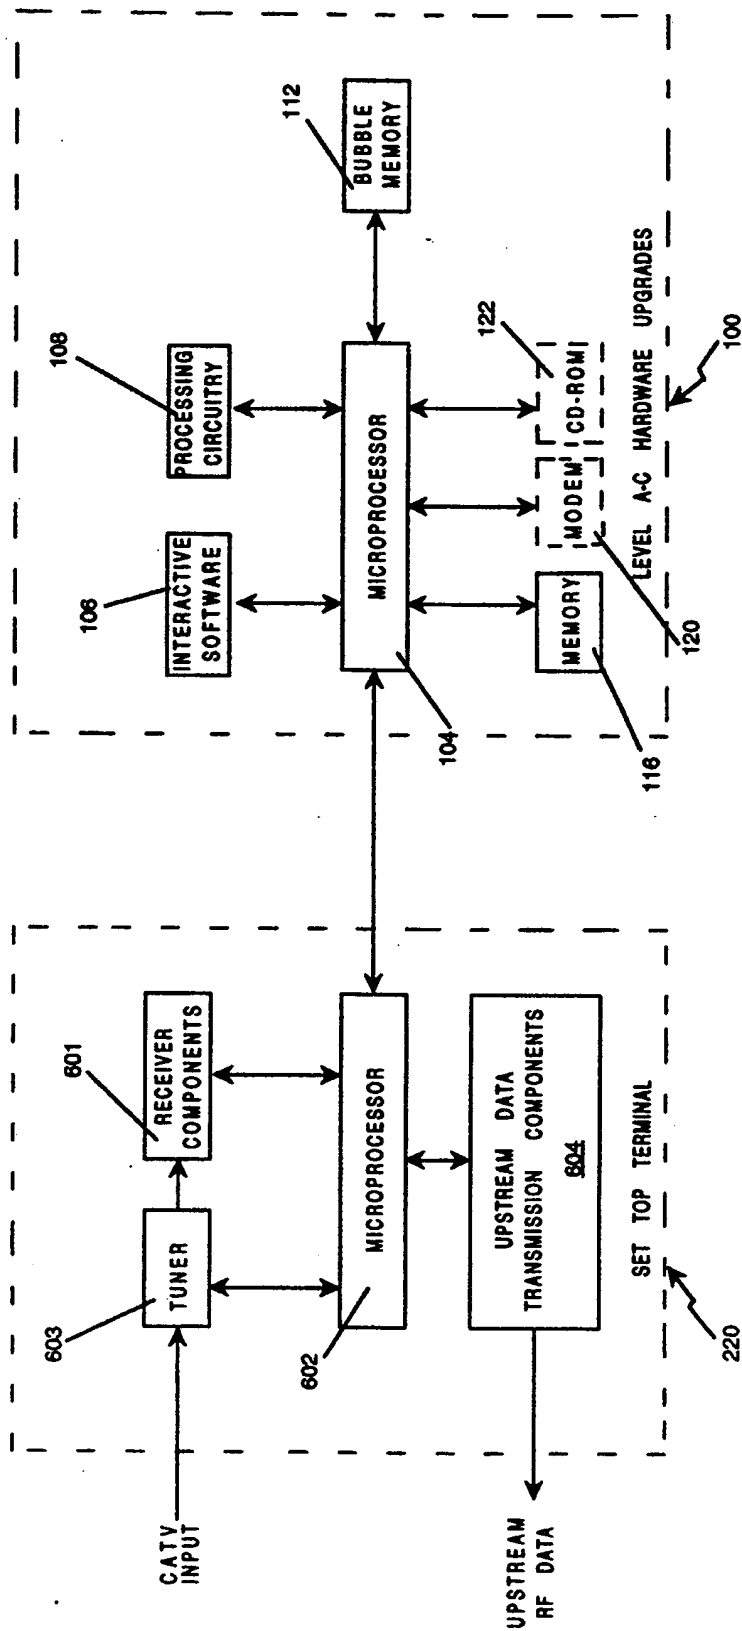 CATV
INPUT
603
TUNER
601
RECEIVER
COMPONENTS
602
MICROPROCESSOR
UPSTREAM DATA
TRANSMISSION COMPONENTS
604
UPSTREAM
RF DATA
SET TOP TERMINAL
220
106
INTERACTIVE
SOFTWARE
108
PROCESSING
CIRCUITRY
112
BUBBLE
MEMORY
MICROPROCESSOR
104
MEMORY
116
MODEM
120
CD-ROM
122
LEVEL A-C HARDWARE UPGRADES
100